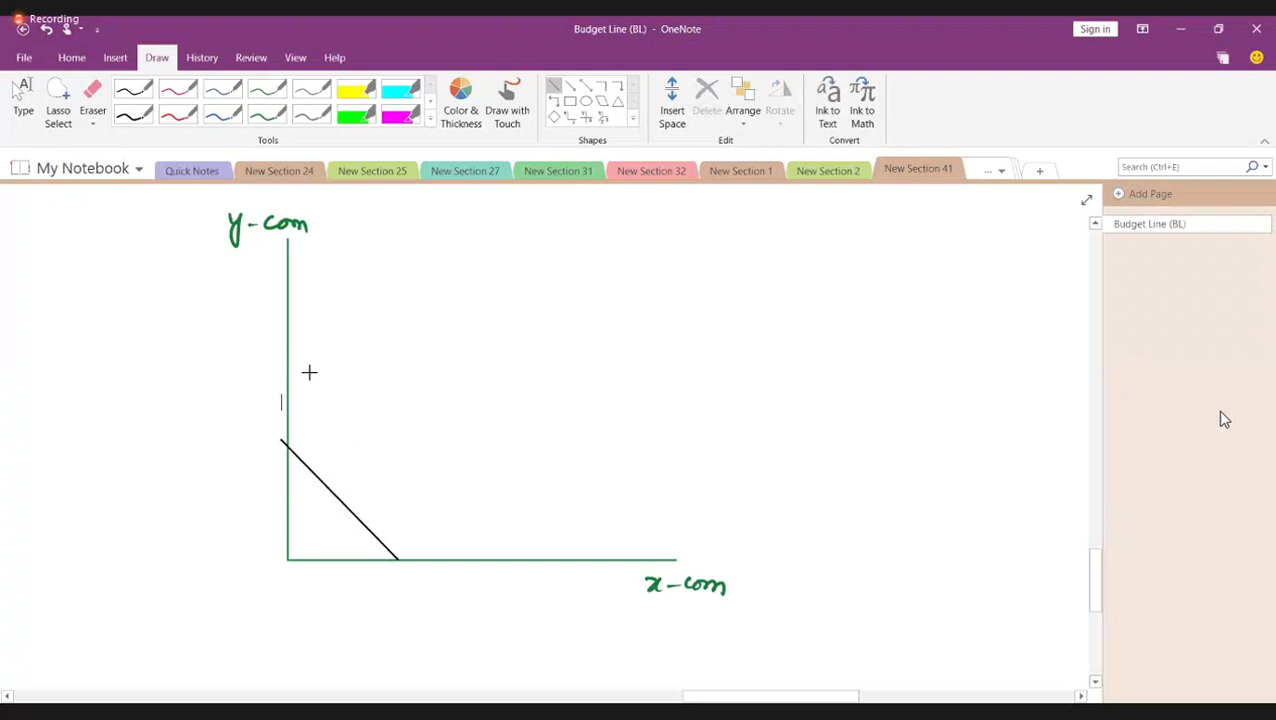 Recording
Budget Line (BL) - OneNote
Sign in
File Home Insert Draw History View Help
Type
Lasso Select
Eraser
Color & Thickness
Draw with Touch
Insert Space
Delete
Arrange
Rotate
Ink to Text
Ink to Math
Tools
Shapes
Edit
Convert
My Notebook
Quick Notes
New Section 24
New Section 25
New Section 27
New Section 31
New Section 32
New Section 1
New Section 2
New Section 41
...
Search (Ctrl+E)
Add Page
Budget Line (BL)
y-com
x-com